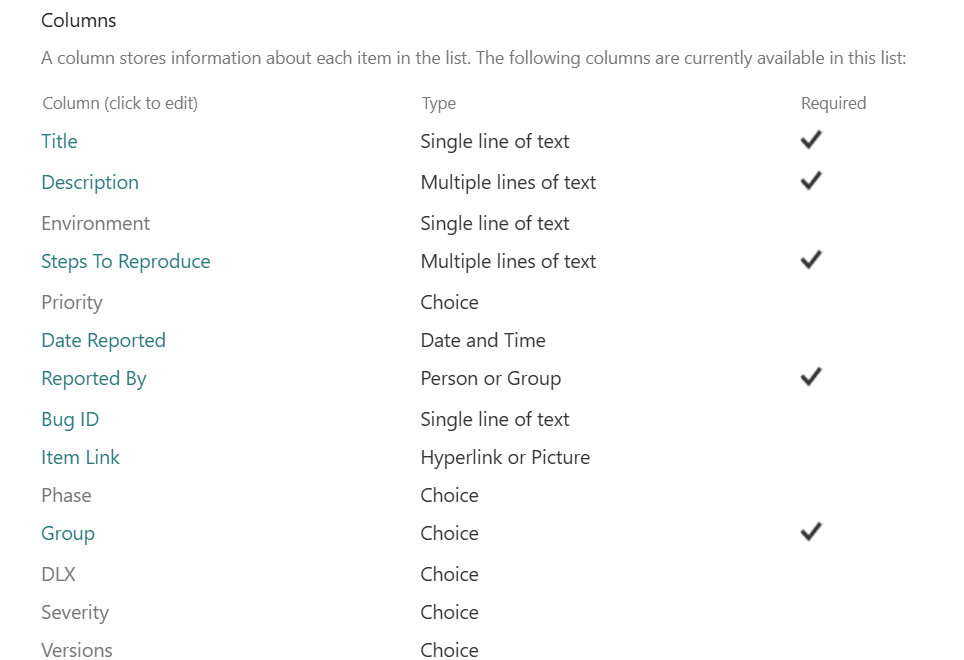 Columns
A column stores information about each item in the list. The following columns are currently available in this list:
Column (click to edit) Type Required
Title Single line of text
Description Multiple lines of text
Environment Single line of text
Steps To Reproduce Multiple lines of text
Priority Choice
Date Reported Date and Time
Reported By Person or Group
Bug ID Single line of text
Item Link Hyperlink or Picture
Phase Choice
Group Choice
DLX Choice
Severity Choice
Versions Choice